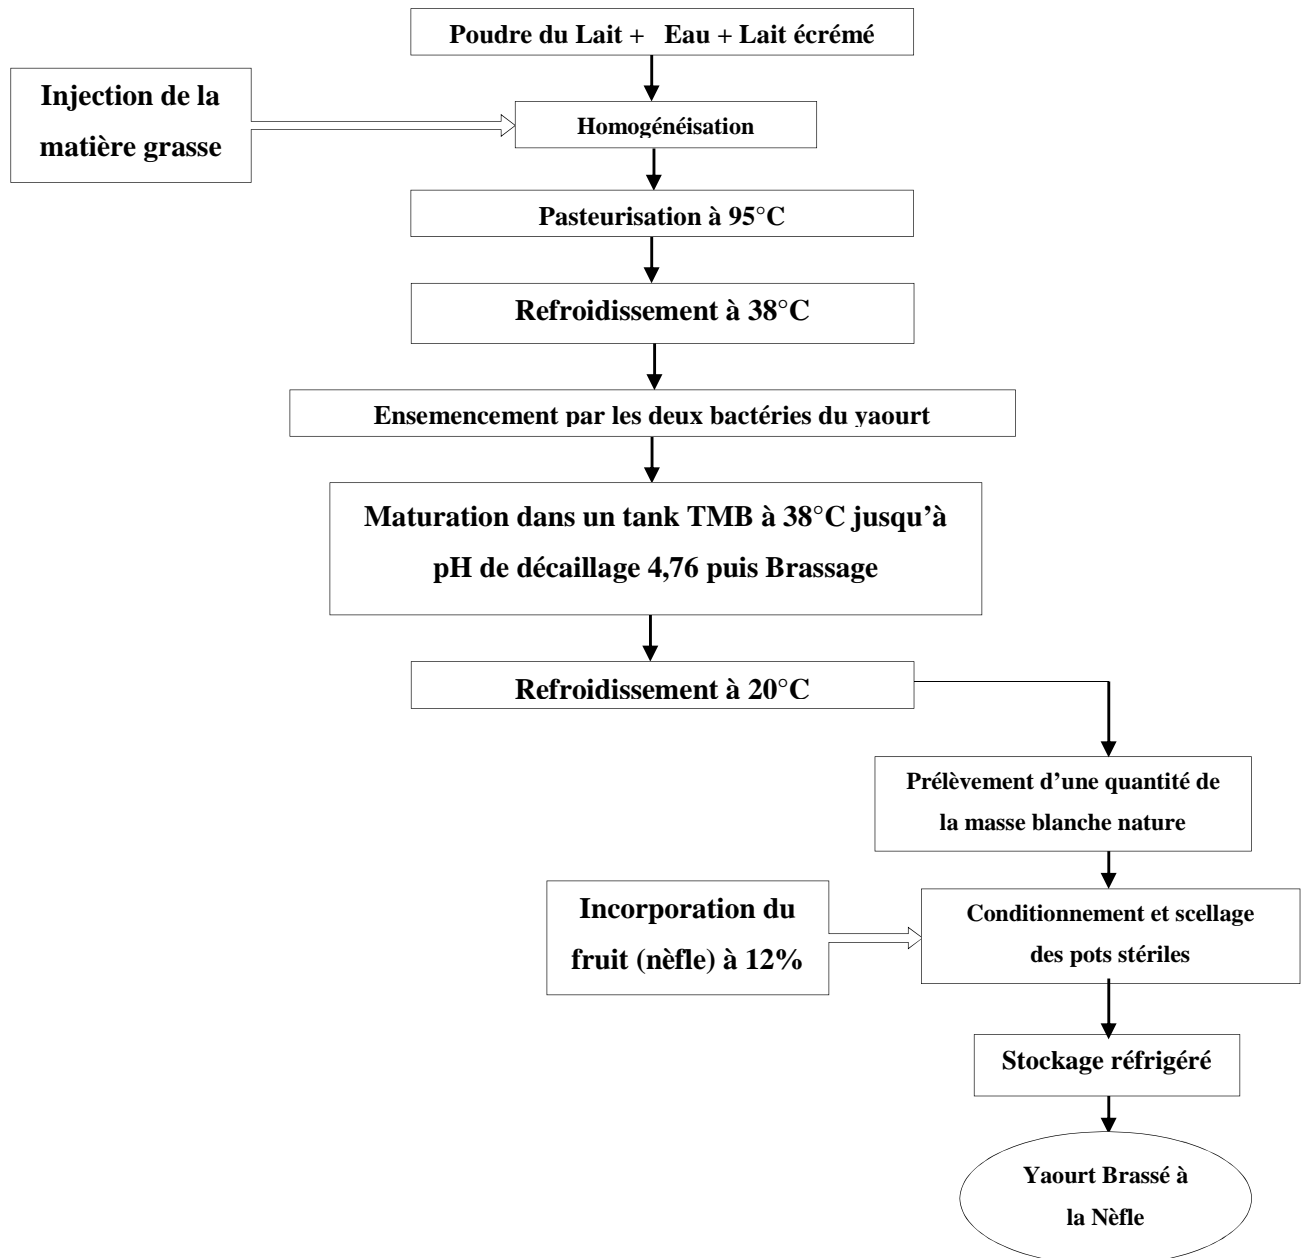 Poudre du Lait + Eau + Lait écrémé
Injection de la
matière grasse
Homogénéisation
Pasteurisation à 95°C
Refroidissement à 38°C
Ensemencement par les deux bactéries du yaourt
Maturation dans un tank TMB à 38°C jusqu’à
pH de décaillage 4,76 puis Brassage
Refroidissement à 20°C
Prélèvement d’une quantité de
la masse blanche nature
Incorporation du
fruit (nèfle) à 12%
Conditionnement et scellage
des pots stériles
Stockage réfrigéré
Yaourt Brassé à
la Nèfle